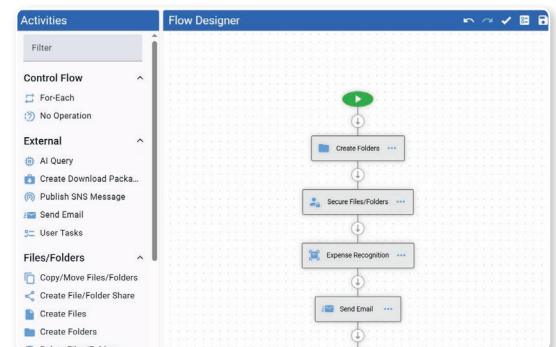 Activities
Flow Designer
Filter
Control Flow
For-Each
No Operation
External
AI Query
Create Download Packa...
Publish SNS Message
Send Email
User Tasks
Files/Folders
Copy/Move Files/Folders
Create File/Folder Share
Create Files
Create Folders
Create Folders
Secure Files/Folders
Expense Recognition
Send Email